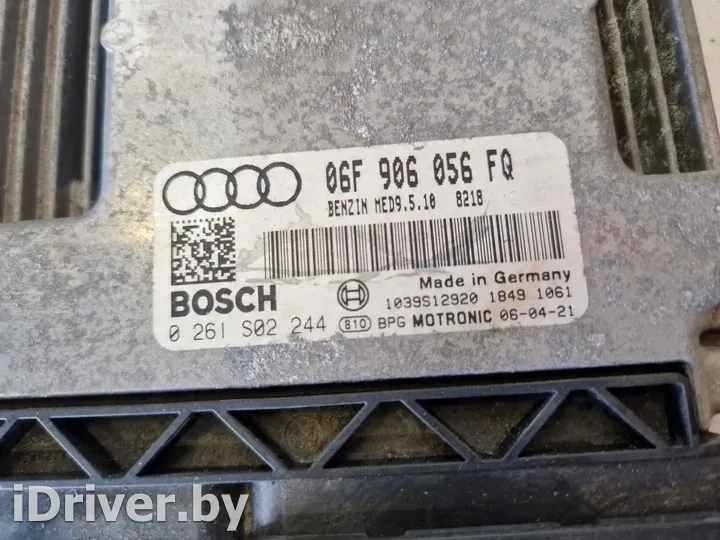 06F 906 056 FQ
BENZIN MED9.5.10 8218
Made in Germany
BOSCH
1039S12920 1849 1061
0 261 S02 244 810 BPG MOTRONIC 06-04-21
iDriver.by